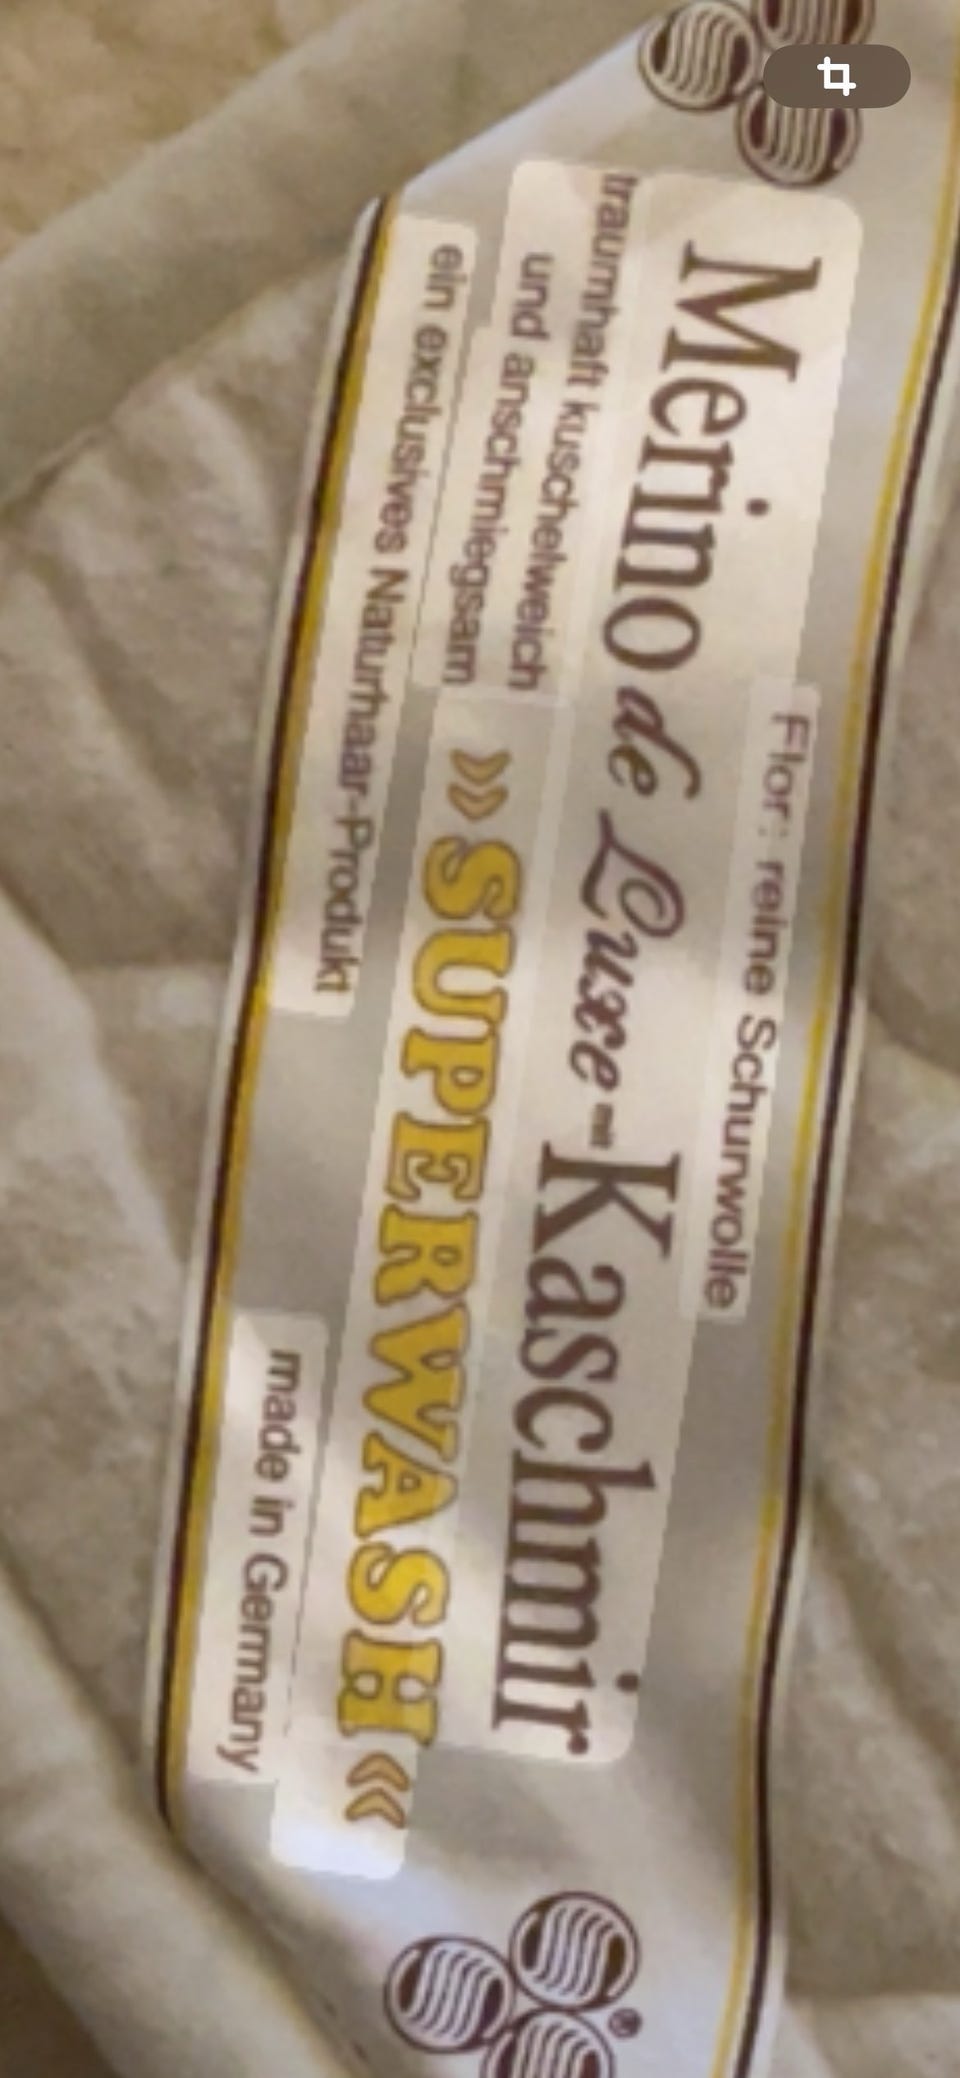 Flor: reine Schurwolle
Merino de Luxe mit Kaschmir
traumhaft kuschelweich
und anschmiegsam
»SUPERWASH«
ein exclusives Naturhaar-Produkt
made in Germany
®